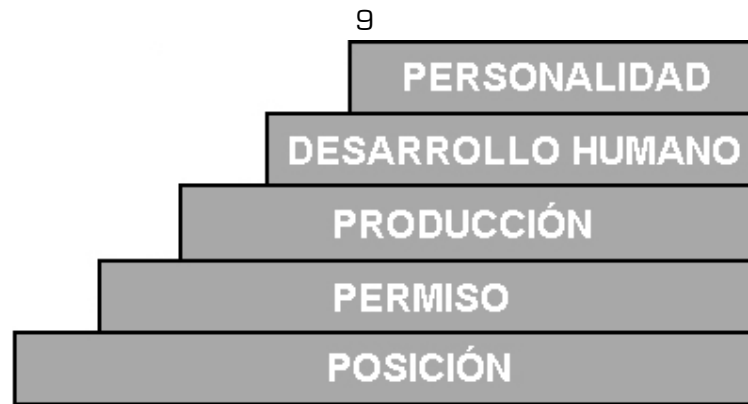 9
PERSONALIDAD
DESARROLLO HUMANO
PRODUCCIÓN
PERMISO
POSICIÓN